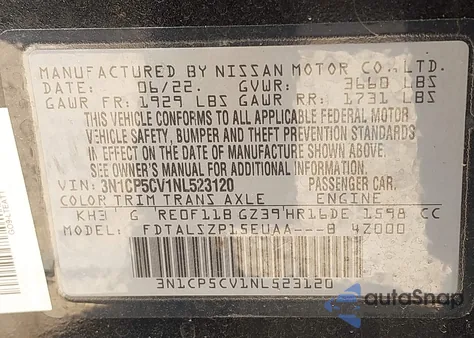 MANUFACTURED BY NISSAN MOTOR CO., LTD.
DATE: 06/22. GVWR: 3660 LBS
GAWR FR: 1929 LBS GAWR RR: 1731 LBS
THIS VEHICLE CONFORMS TO ALL APPLICABLE FEDERAL MOTOR
VEHICLE SAFETY, BUMPER AND THEFT PREVENTION STANDARDS
IN EFFECT ON THE DATE OF MANUFACTURE SHOWN ABOVE.
SEE OWNER'S MANUAL FOR ADDITIONAL INFORMATION.
VIN: 3N1CP5CV1NL523120 PASSENGER CAR.
COLOR TRIM TRANS AXLE ENGINE
KH3 G RE0F11B GZ39 HR16DE 1598 CC
MODEL: FDTALSZP15EUAA---B 4Z000
3N1CP5CV1NL523120
autoSnap